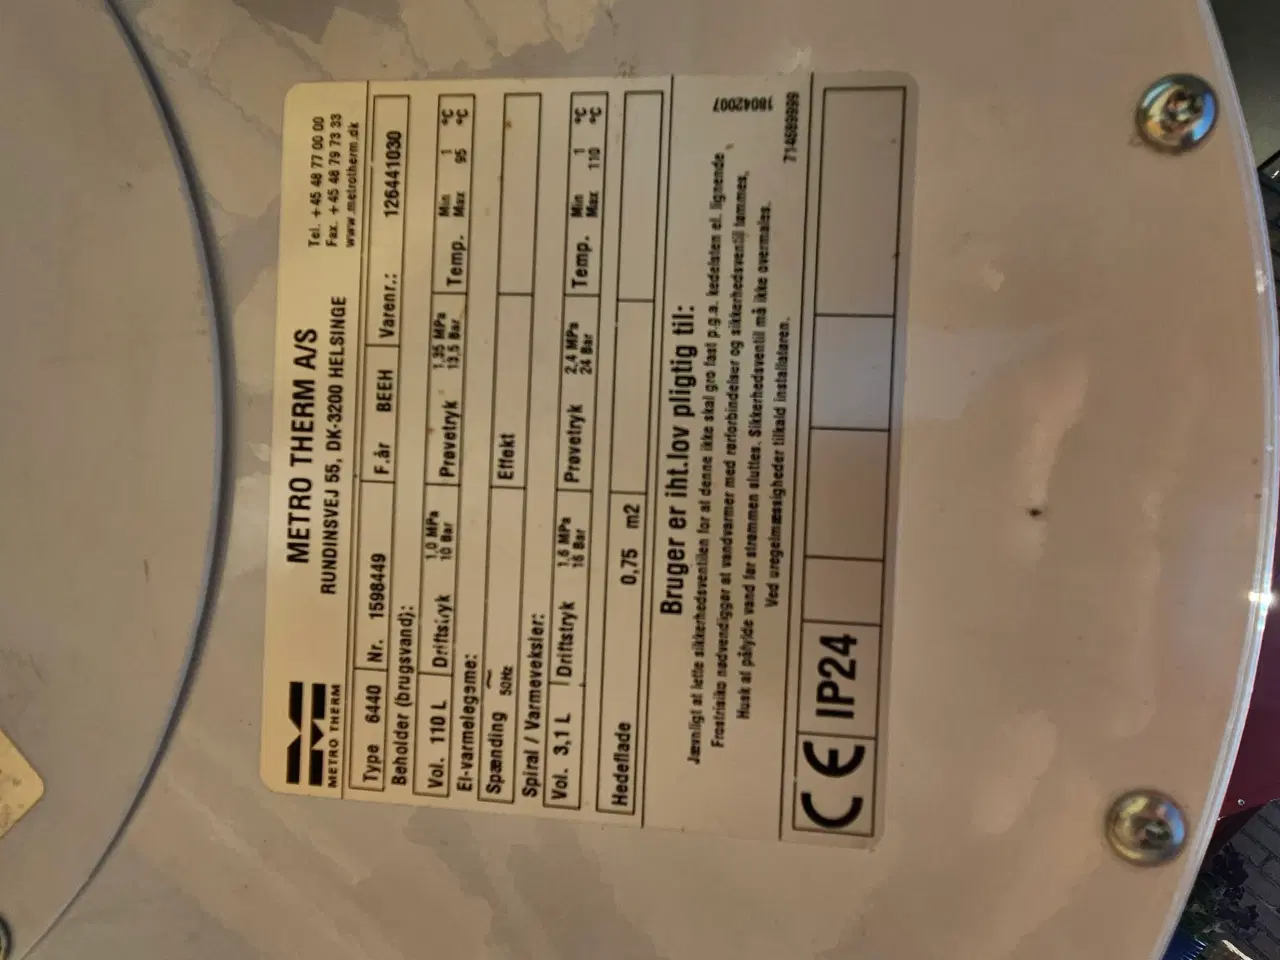 METRO THERM
METRO THERM A/S
RUNDINSVEJ 55, DK-3200 HELSINGE
Tel. +45 48 77 00 00
Fax. +45 48 79 73 33
www.metrotherm.dk
Type 6440 Nr. 1598449 F.år BEEH Varenr.: 126441030
Beholder (brugsvand):
Vol. 110 L Driftstryk 1,0 MPa 10 Bar Prøvetryk 1,35 MPa 13,5 Bar Temp. Min 1 °C Max 95 °C
El-varmelegeme:
Spænding ~ 50Hz Effekt
Spiral / Varmeveksler:
Vol. 3,1 L Driftstryk 1,6 MPa 16 Bar Prøvetryk 2,4 MPa 24 Bar Temp. Min 1 °C Max 110 °C
Hedeflade 0,75 m2
Bruger er iht.lov pligtig til:
Jævnligt at lette sikkerhedsventilen for at denne ikke skal gro fast p.g.a. kedelsten el. lignende
Frostrisiko nødvendiggør at vandvarmer med rørforbindelser og sikkerhedsventil tømmes.
Husk at påfylde vand før strømmen sluttes. Sikkerhedsventil må ikke overmales.
Ved uregelmæssigheder tilkald installatøren.
18042007
7146899999
CE IP24